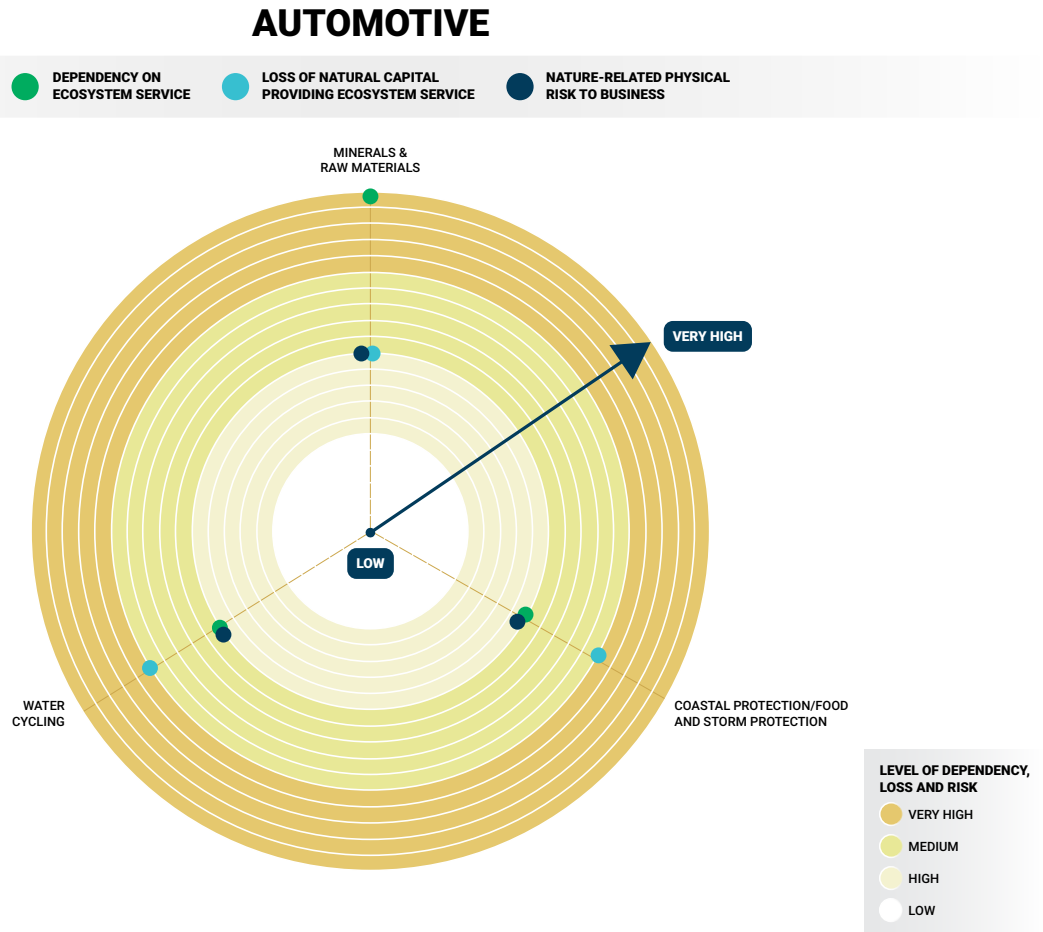 AUTOMOTIVE
DEPENDENCY ON
ECOSYSTEM SERVICE
LOSS OF NATURAL CAPITAL
PROVIDING ECOSYSTEM SERVICE
NATURE-RELATED PHYSICAL
RISK TO BUSINESS
MINERALS &
RAW MATERIALS
VERY HIGH
LOW
WATER
CYCLING
COASTAL PROTECTION/FOOD
AND STORM PROTECTION
LEVEL OF DEPENDENCY,
LOSS AND RISK
VERY HIGH
MEDIUM
HIGH
LOW